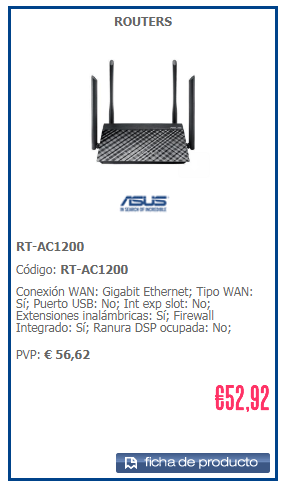 ROUTERS
ASUS
IN SEARCH OF INCREDIBLE
RT-AC1200
Código: RT-AC1200
Conexión WAN: Gigabit Ethernet; Tipo WAN:
Sí; Puerto USB: No; Int exp slot: No;
Extensiones inalámbricas: Sí; Firewall
Integrado: Sí; Ranura DSP ocupada: No;
PVP: € 56,62
€52,92
ficha de producto